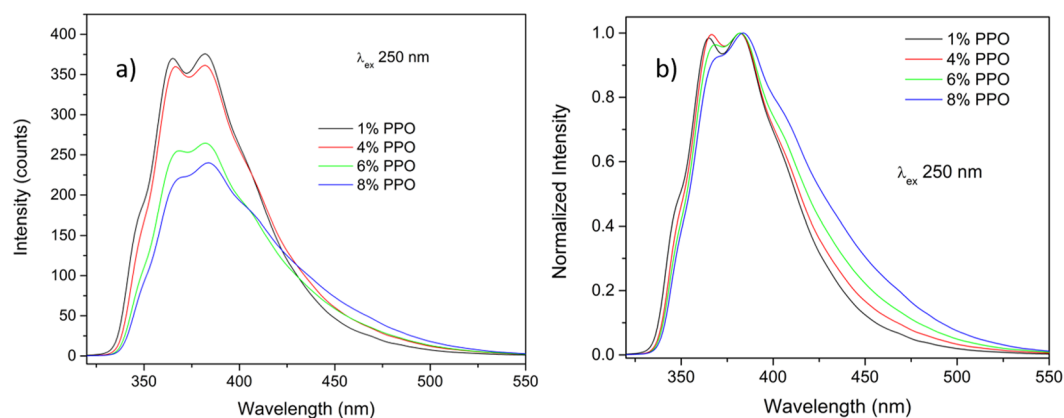 a)
λex 250 nm
1% PPO
4% PPO
6% PPO
8% PPO
Intensity (counts)
400
350
300
250
200
150
100
50
0
350 400 450 500 550
Wavelength (nm)
b)
1% PPO
4% PPO
6% PPO
8% PPO
λex 250 nm
Normalized Intensity
1.0
0.8
0.6
0.4
0.2
0.0
350 400 450 500 550
Wavelength (nm)